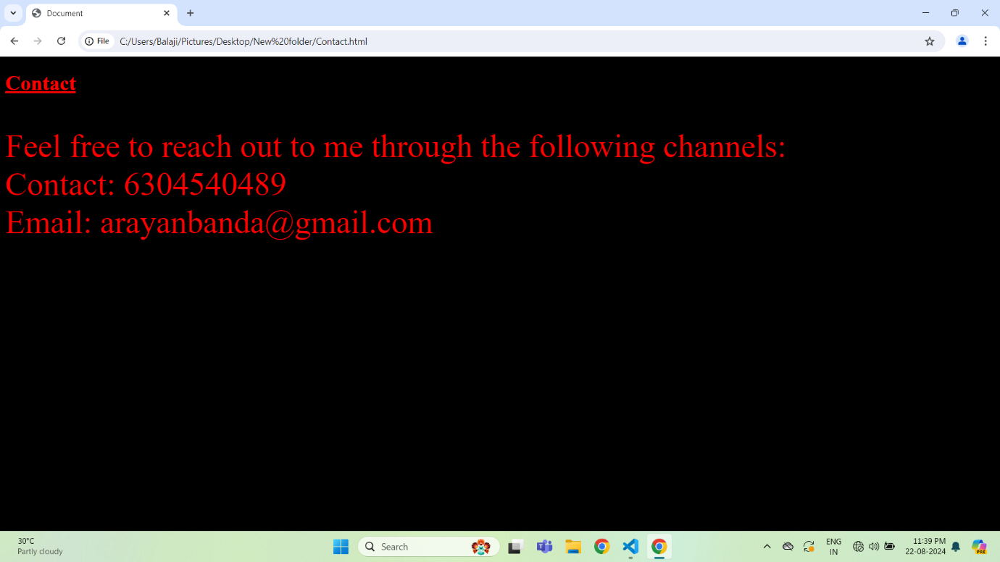 Document
File
C:/Users/Balaji/Pictures/Desktop/New%20folder/Contact.html
Contact
Feel free to reach out to me through the following channels:
Contact: 6304540489
Email: arayanbanda@gmail.com
30°C
Partly cloudy
Search
ENG
IN
11:39 PM
22-08-2024
PRE